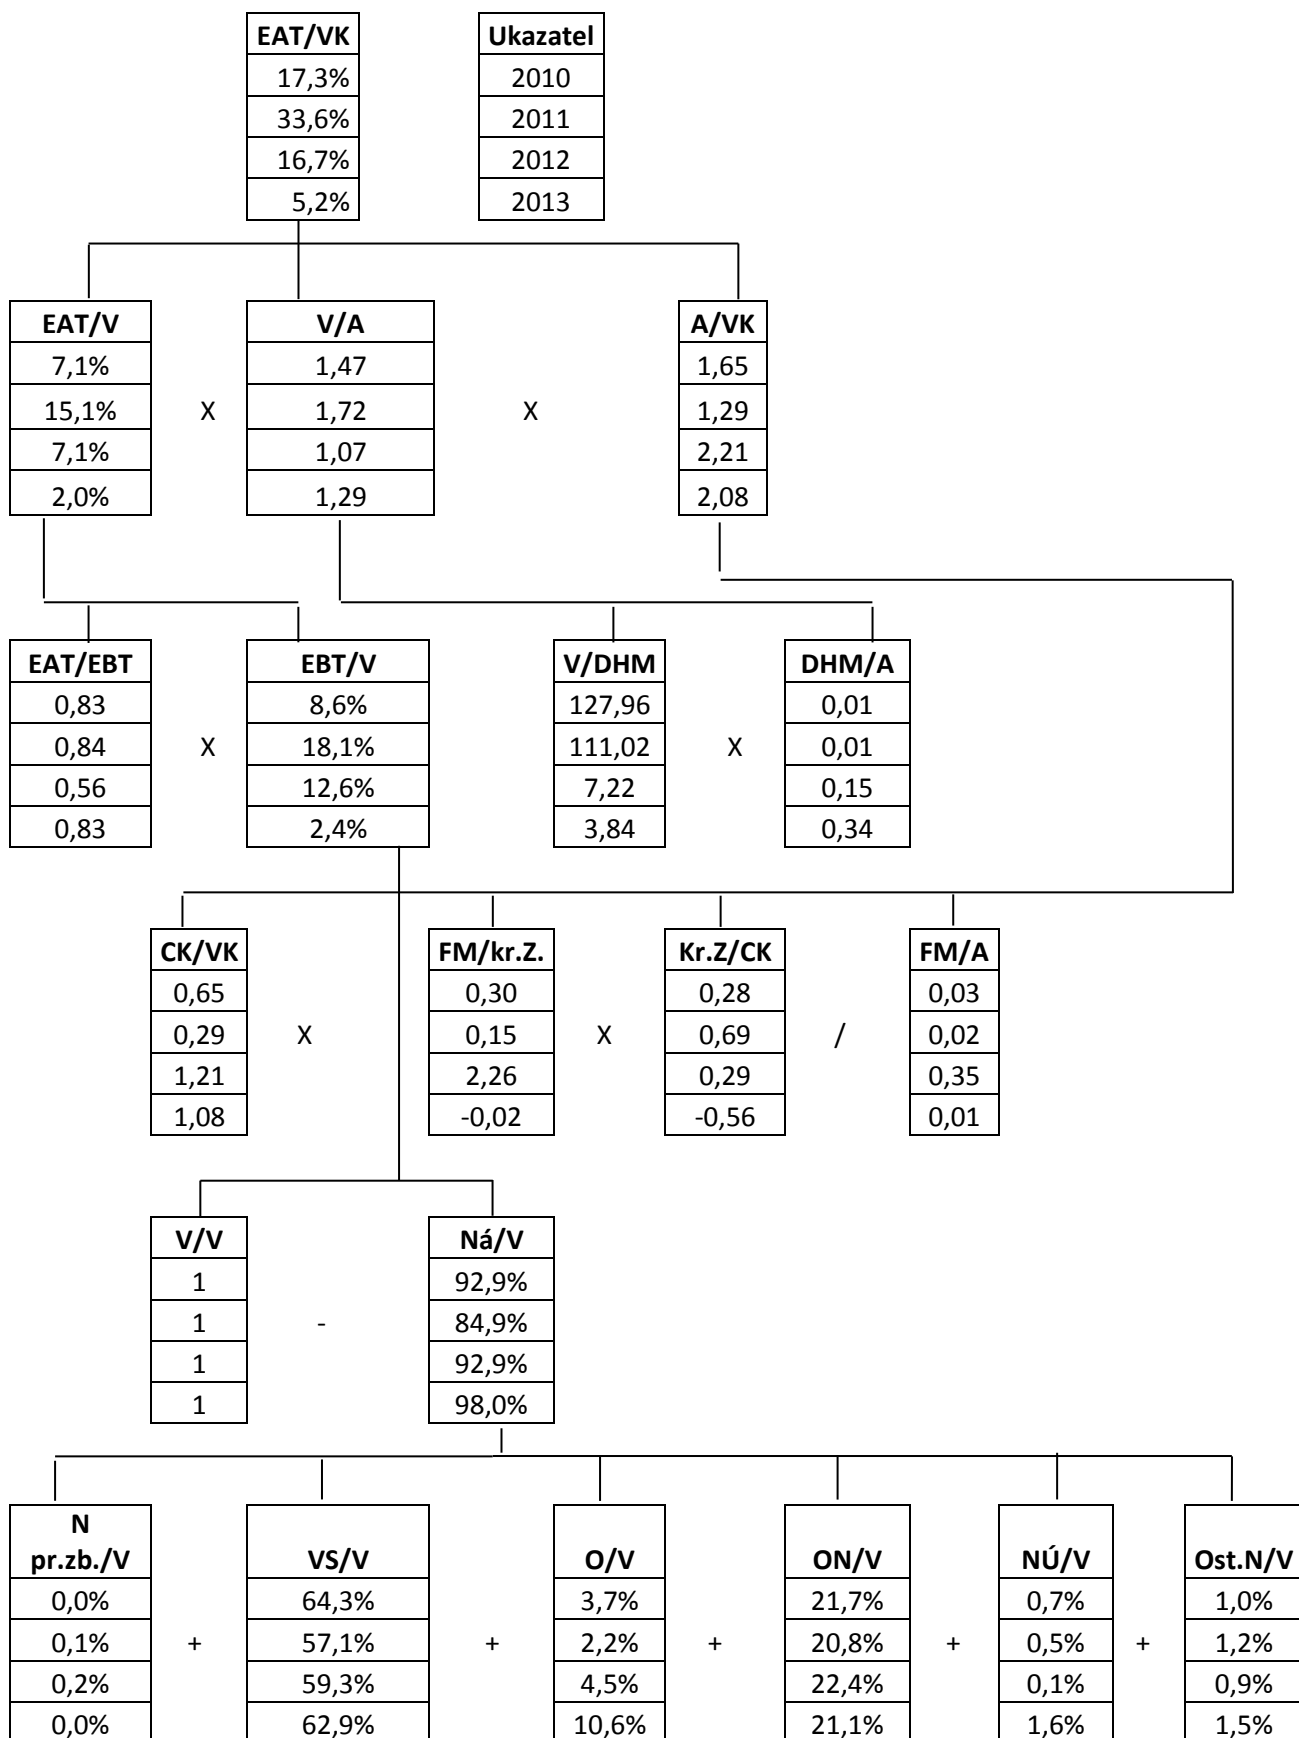 EAT/VK Ukazatel
17,3% 2010
33,6% 2011
16,7% 2012
5,2% 2013
EAT/V V/A A/VK
7,1% 1,47 1,65
15,1% X 1,72 X 1,29
7,1% 1,07 2,21
2,0% 1,29 2,08
EAT/EBT EBT/V V/DHM DHM/A
0,83 8,6% 127,96 0,01
0,84 X 18,1% 111,02 X 0,01
0,56 12,6% 7,22 0,15
0,83 2,4% 3,84 0,34
CK/VK FM/kr.Z. Kr.Z/CK FM/A
0,65 0,30 0,28 0,03
0,29 X 0,15 X 0,69 / 0,02
1,21 2,26 0,29 0,35
1,08 -0,02 -0,56 0,01
V/V Ná/V
1 92,9%
1 - 84,9%
1 92,9%
1 98,0%
N
pr.zb./V VS/V O/V ON/V NÚ/V Ost.N/V
0,0% 64,3% 3,7% 21,7% 0,7% 1,0%
0,1% + 57,1% + 2,2% + 20,8% + 0,5% + 1,2%
0,2% 59,3% 4,5% 22,4% 0,1% 0,9%
0,0% 62,9% 10,6% 21,1% 1,6% 1,5%